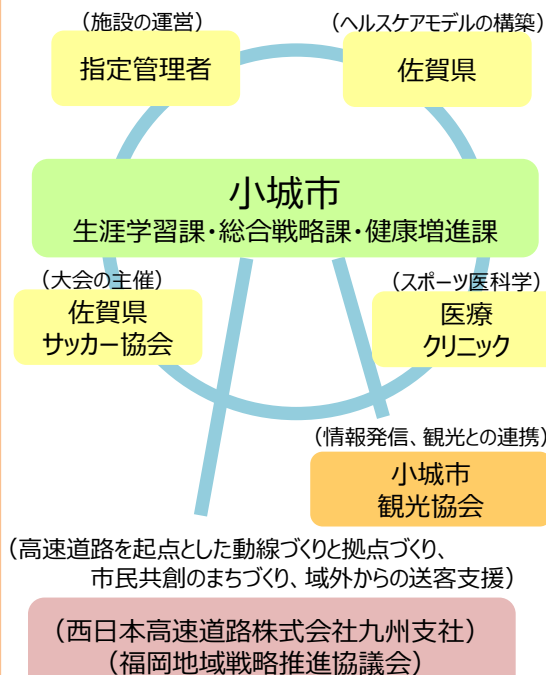 (施設の運営)
指定管理者
(ヘルスケアモデルの構築)
佐賀県
小城市
生涯学習課・総合戦略課・健康増進課
(大会の主催)
佐賀県
サッカー協会
(スポーツ医科学)
医療
クリニック
(情報発信、観光との連携)
小城市
観光協会
(高速道路を起点とした動線づくりと拠点づくり、
市民共創のまちづくり、域外からの送客支援)
(西日本高速道路株式会社九州支社)
(福岡地域戦略推進協議会)